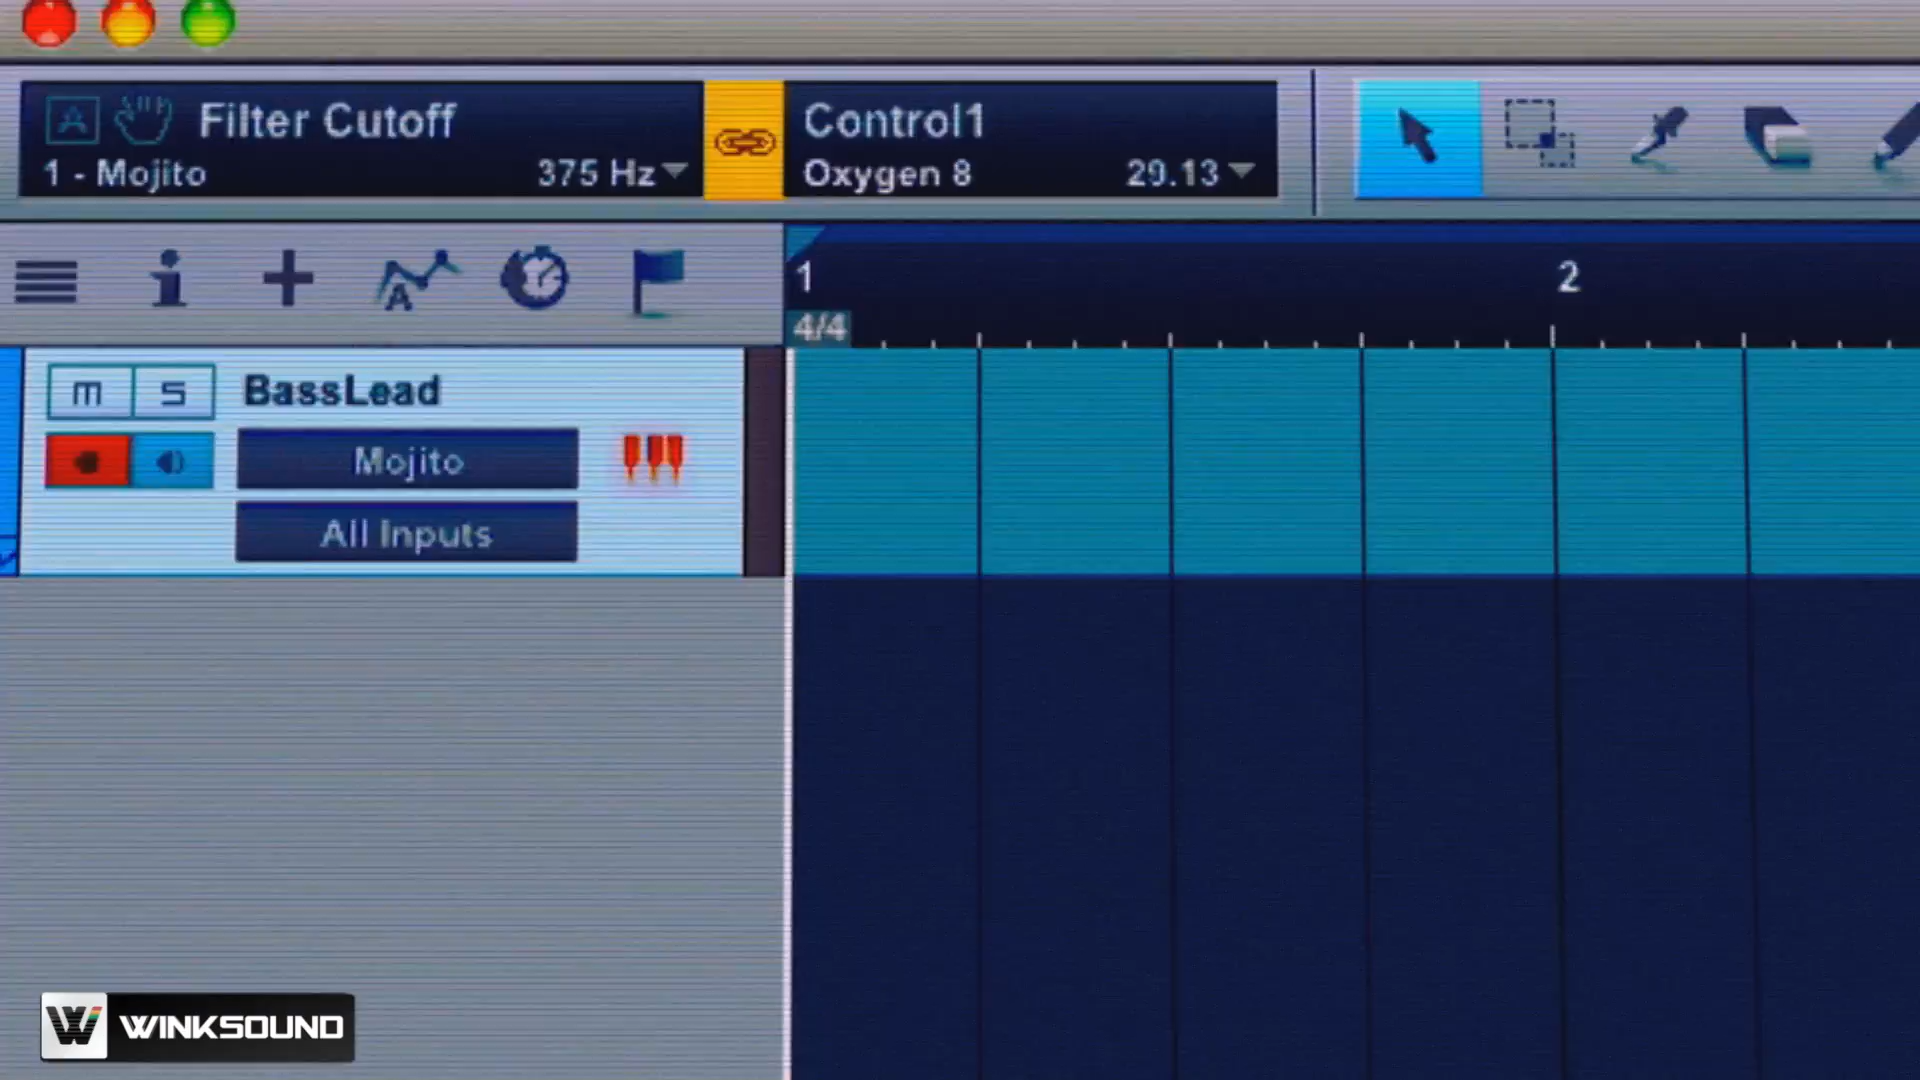 Filter Cutoff
1 - Mojito 375 Hz
Control1
Oxygen 8 29.13
A
1 2
4/4
M S BassLead
Mojito
All Inputs
W WINKSOUND